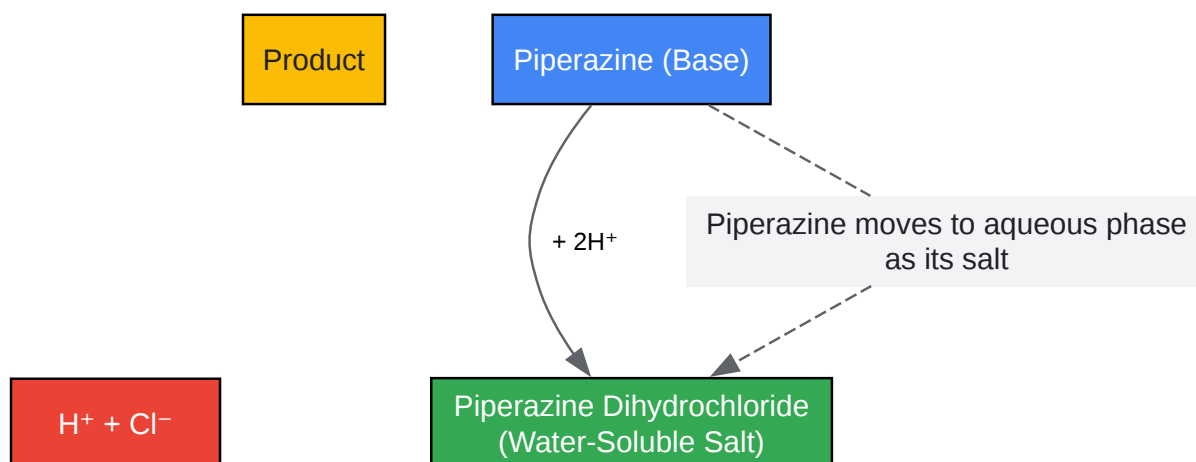 Product
Piperazine (Base)
+ 2H⁺
Piperazine moves to aqueous phase
as its salt
H⁺ + Cl⁻
Piperazine Dihydrochloride
(Water-Soluble Salt)